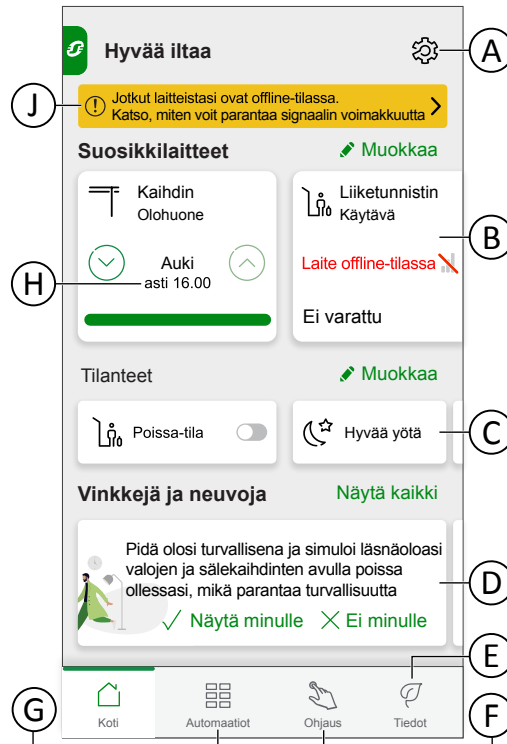 Hyvää iltaa
A
J
Jotkut laitteistasi ovat offline-tilassa.
Katso, miten voit parantaa signaalin voimakkuutta
Suosikkilaitteet Muokkaa
Kaihdin
Olohuone
Auki
asti 16.00
H
Liiketunnistin
Käytävä
Laite offline-tilassa
Ei varattu
B
Tilanteet Muokkaa
Poissa-tila
Hyvää yötä
C
Vinkkejä ja neuvoja Näytä kaikki
Pidä olosi turvallisena ja simuloi läsnäoloasi
valojen ja sälekaihdinten avulla poissa
ollessasi, mikä parantaa turvallisuutta
Näytä minulle Ei minulle
D
E
G
Koti Automaatiot Ohjaus Tiedot
F